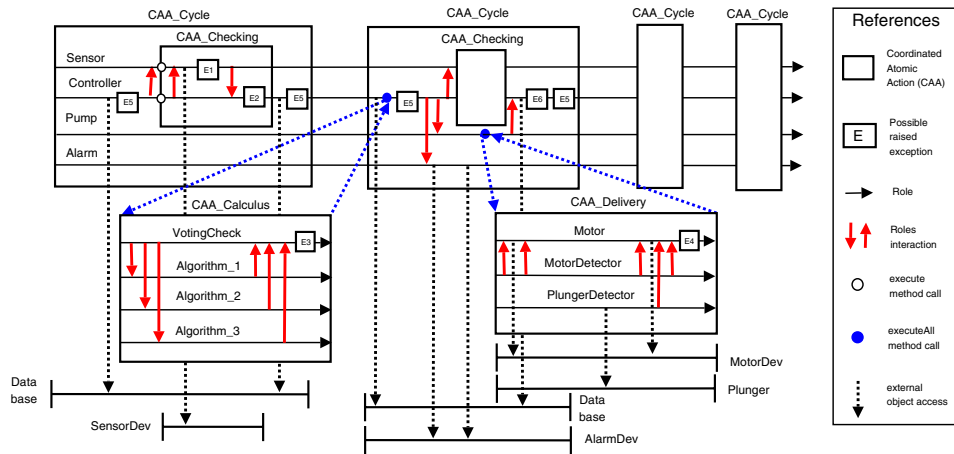 CAA_Cycle
CAA_Cycle
CAA_Cycle
CAA_Cycle
References
CAA_Checking
CAA_Checking
Sensor
Controller
Pump
Alarm
E1
E5
E2
E5
E5
E6
E5
Coordinated
Atomic
Action (CAA)
E
Possible
raised
exception
Role
Roles
interaction
execute
method call
executeAll
method call
external
object access
CAA_Calculus
VotingCheck
E3
Algorithm_1
Algorithm_2
Algorithm_3
CAA_Delivery
Motor
E4
MotorDetector
PlungerDetector
MotorDev
Plunger
Data
base
SensorDev
Data
base
AlarmDev